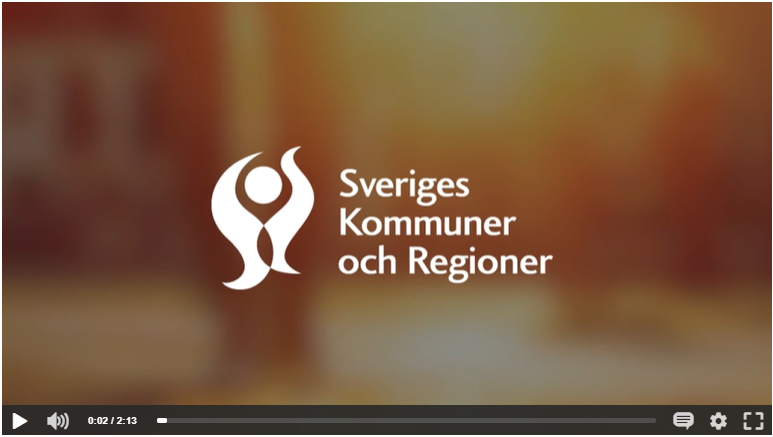 Sveriges
Kommuner
och Regioner
0:02 / 2:13